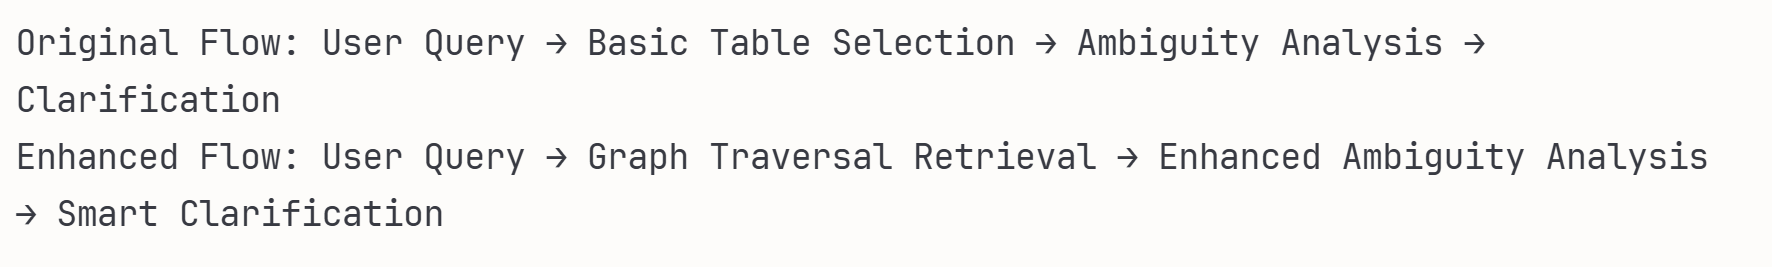 Original Flow: User Query → Basic Table Selection → Ambiguity Analysis →
Clarification
Enhanced Flow: User Query → Graph Traversal Retrieval → Enhanced Ambiguity Analysis
→ Smart Clarification